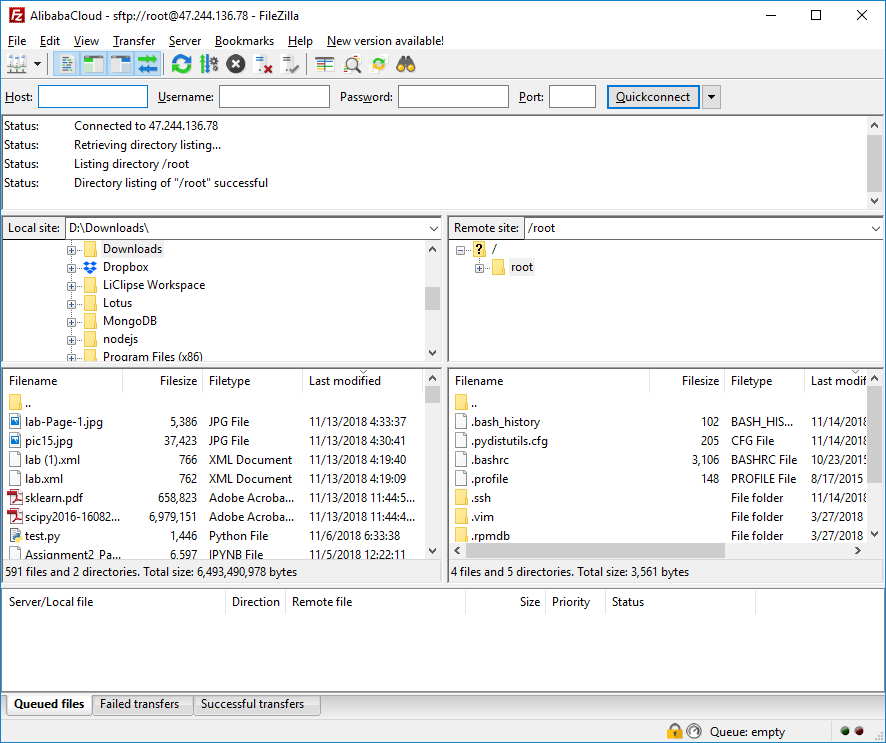 AlibabaCloud - sftp://root@47.244.136.78 - FileZilla
File Edit View Transfer Server Bookmarks Help New version available!
Host: Username: Password: Port: Quickconnect
Status: Connected to 47.244.136.78
Status: Retrieving directory listing...
Status: Listing directory /root
Status: Directory listing of "/root" successful
Local site: D:\Downloads\
Downloads
Dropbox
LiClipse Workspace
Lotus
MongoDB
nodejs
Program Files (x86)
Remote site: /root
? /
root
Filename Filesize Filetype Last modified
..
lab-Page-1.jpg 5,386 JPG File 11/13/2018 4:33:37
pic15.jpg 37,423 JPG File 11/13/2018 4:30:41
lab (1).xml 766 XML Document 11/13/2018 4:19:40
lab.xml 762 XML Document 11/13/2018 4:19:09
sklearn.pdf 658,823 Adobe Acroba... 11/13/2018 11:44:5...
scipy2016-16082... 6,979,151 Adobe Acroba... 11/13/2018 11:44:4...
test.py 1,446 Python File 11/6/2018 6:33:38
Assignment2_Pa... 6,597 IPYNB File 11/5/2018 12:22:11
591 files and 2 directories. Total size: 6,493,490,978 bytes
Filename Filesize Filetype Last modif
..
.bash_history 102 BASH_HIS... 11/14/2018
.pydistutils.cfg 205 CFG File 11/14/2018
.bashrc 3,106 BASHRC File 10/23/2015
.profile 148 PROFILE File 8/17/2015
.ssh File folder 11/14/2018
.vim File folder 3/27/2018
.rpmdb File folder 3/27/2018
4 files and 5 directories. Total size: 3,561 bytes
Server/Local file Direction Remote file Size Priority Status
Queued files Failed transfers Successful transfers
Queue: empty